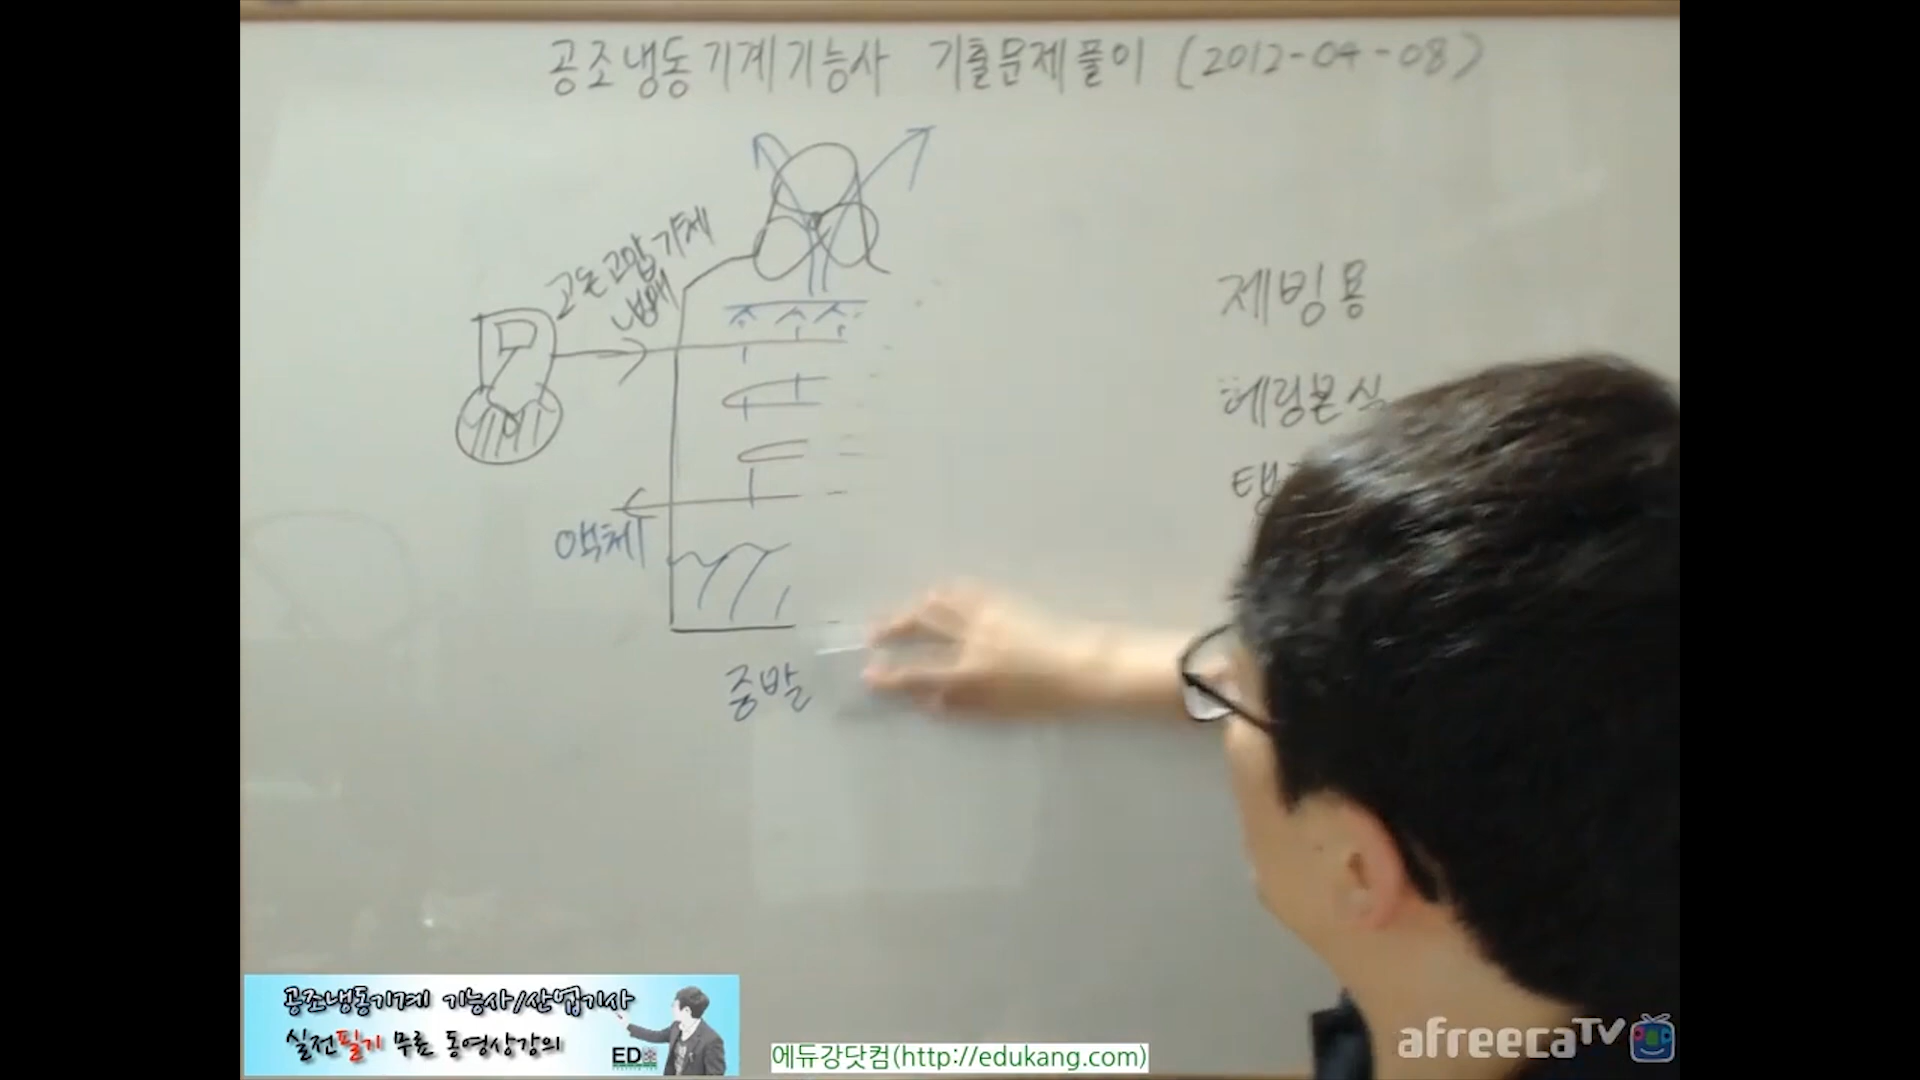 공조냉동기계기능사 기출문제풀이 (2012-04-08)
고온고압기체
냉매
액체
증발
제빙용
헤링본식
탱
공조냉동기계 기능사/산업기사
실전필기 무료 동영상강의
EDU
에듀강닷컴(http://edukang.com)
afreecaTV